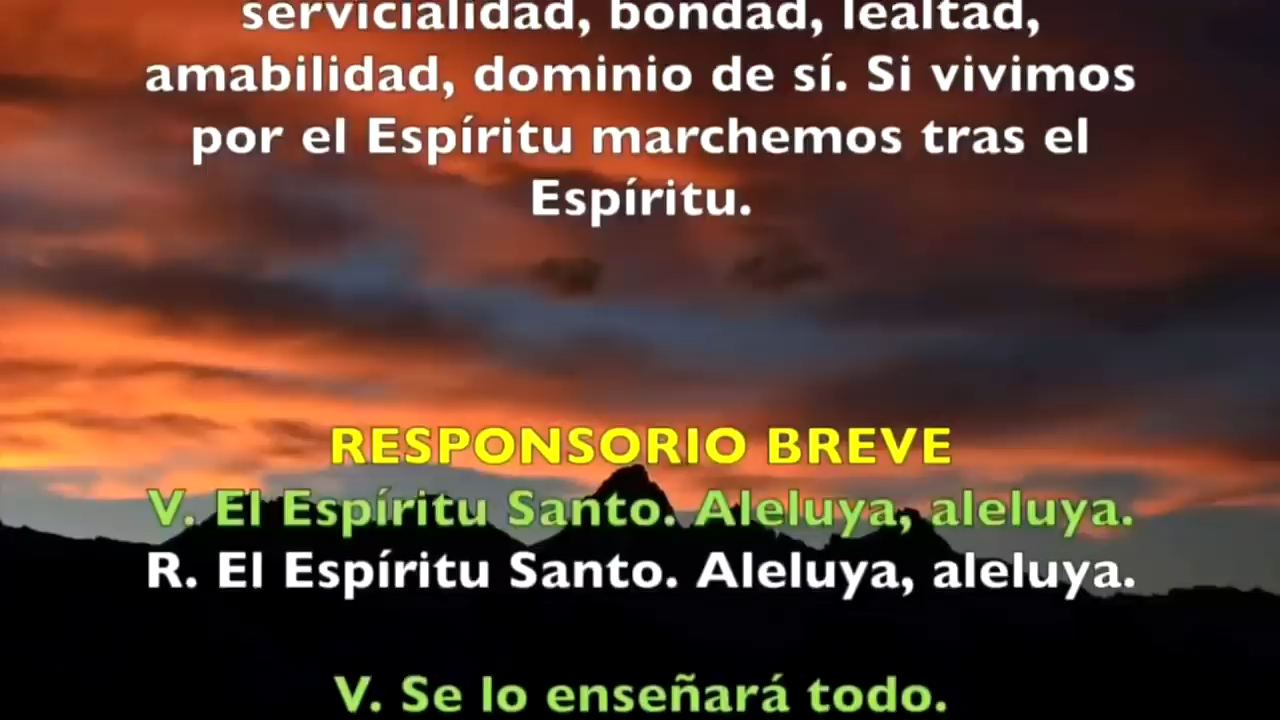 servicialidad, bondad, lealtad,
amabilidad, dominio de sí. Si vivimos
por el Espíritu marchemos tras el
Espíritu.
RESPONSORIO BREVE
V. El Espíritu Santo. Aleluya, aleluya.
R. El Espíritu Santo. Aleluya, aleluya.
V. Se lo enseñará todo.